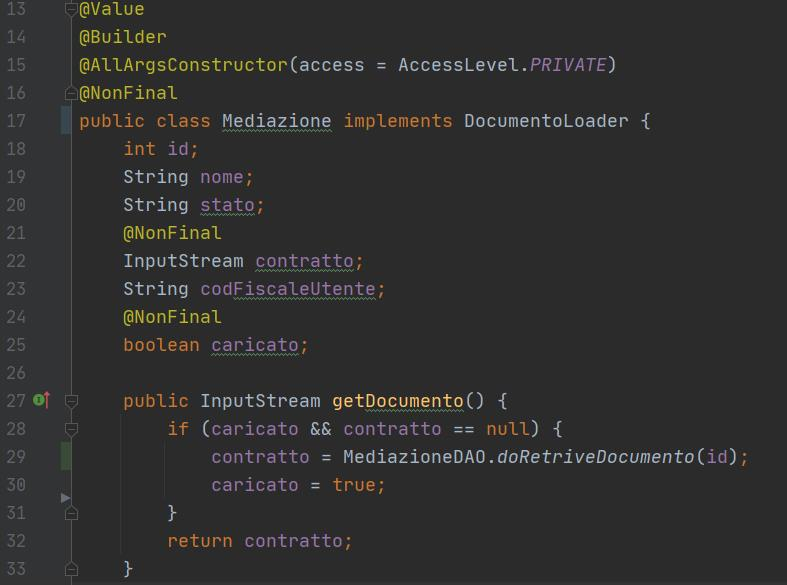 13 @Value
14 @Builder
15 @AllArgsConstructor(access = AccessLevel.PRIVATE)
16 @NonFinal
17 public class Mediazione implements DocumentoLoader {
18     int id;
19     String nome;
20     String stato;
21     @NonFinal
22     InputStream contratto;
23     String codFiscaleUtente;
24     @NonFinal
25     boolean caricato;
26
27     public InputStream getDocumento() {
28         if (caricato && contratto == null) {
29             contratto = MediazioneDAO.doRetriveDocumento(id);
30             caricato = true;
31         }
32         return contratto;
33     }